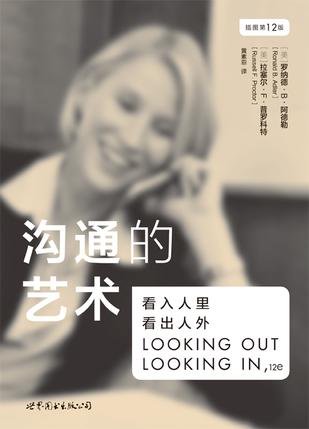 插图第12版
[美]罗纳德·B·阿德勒
[Ronald B. Adler]
[美]拉塞尔·F·普罗科特
[Russell F. Proctor]
黄素菲 译
沟通的
艺术
看入人里
看出人外
LOOKING OUT
LOOKING IN,12e
世界图书出版公司